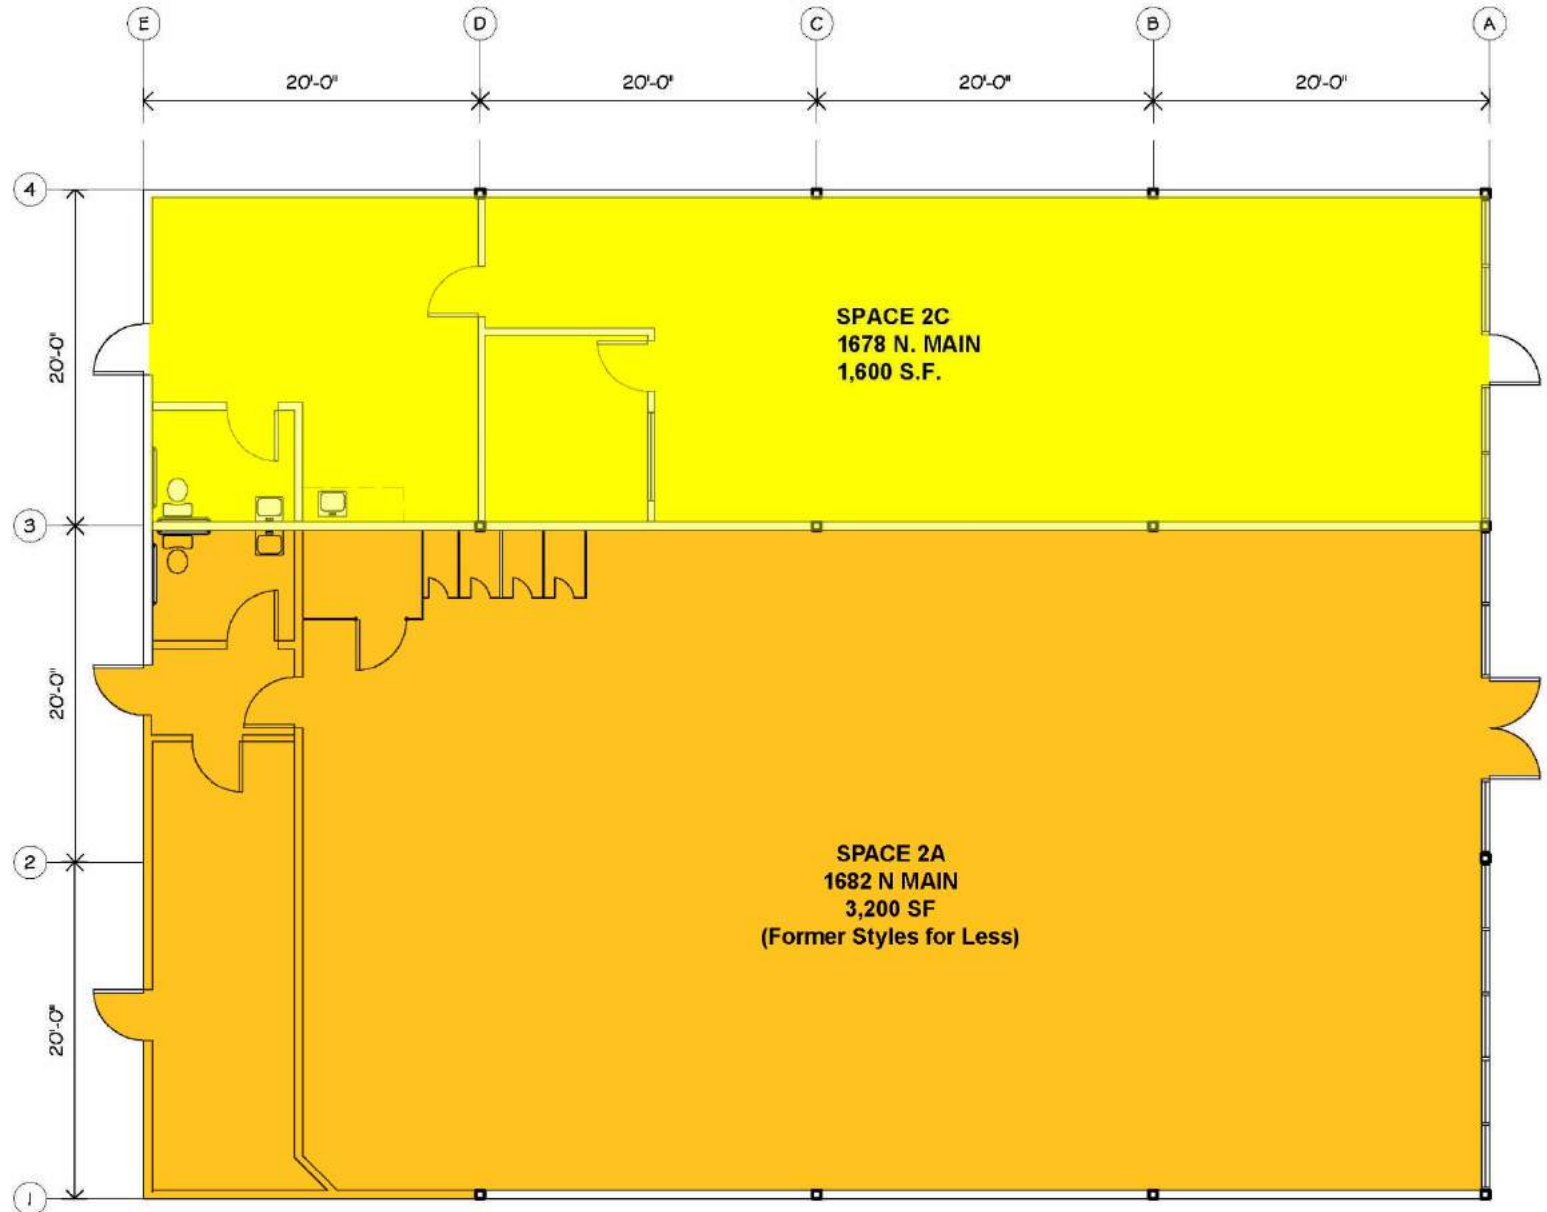 E
D
C
B
A
20'-0"
20'-0"
20'-0"
20'-0"
4
20'-0"
SPACE 2C
1678 N. MAIN
1,600 S.F.
3
20'-0"
2
SPACE 2A
1682 N MAIN
3,200 SF
(Former Styles for Less)
20'-0"
1